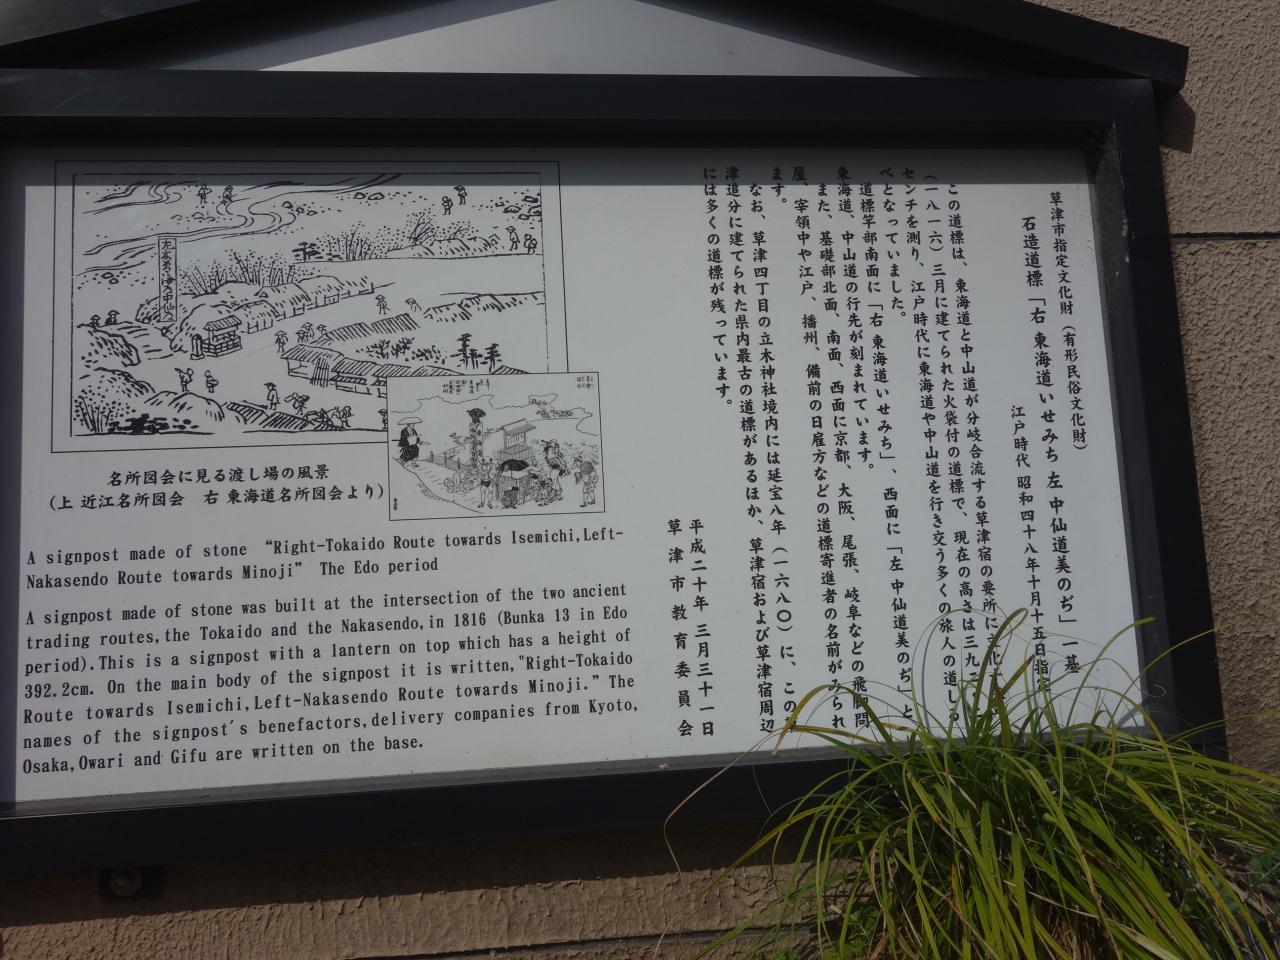 草津市指定文化財（有形民俗文化財）
石造道標「右 東海道いせみち 左 中仙道美のぢ」 一基
江戸時代 昭和四十八年十月十五日指定
この道標は、東海道と中山道が分岐合流する草津宿の要所に文化
（一八一六）三月に建てられた火袋付の道標で、現在の高さは三九二
センチを測り、江戸時代に東海道や中山道を行き交う多くの旅人の道しる
べとなっていました。
道標竿部南面に「右 東海道いせみち」、西面に「左 中仙道美のぢ」と
東海道、中山道の行先が刻まれています。
また、基礎部北面、南面、西面に京都、大阪、尾張、岐阜などの飛脚問
屋、宰領中や江戸、播州、備前の日雇方などの道標寄進者の名前がみられ
ます。
なお、草津四丁目の立木神社境内には延宝八年（一六八〇）に、この草
津追分に建てられた県内最古の道標があるほか、草津宿および草津宿周辺
には多くの道標が残っています。
平成二十年 三月三十一日
草津市教育委員会
名所図会に見る渡し場の風景
（上 近江名所図会 右 東海道名所図会より）
A signpost made of stone “Right-Tokaido Route towards Isemichi,Left-
Nakasendo Route towards Minoji” The Edo period
A signpost made of stone was built at the intersection of the two ancient
trading routes,the Tokaido and the Nakasendo,in 1816 (Bunka 13 in Edo
period).This is a signpost with a lantern on top which has a height of
392.2cm. On the main body of the signpost it is written,"Right-Tokaido
Route towards Isemichi,Left-Nakasendo Route towards Minoji.” The
names of the signpost's benefactors,delivery companies from Kyoto,
Osaka,Owari and Gifu are written on the base.